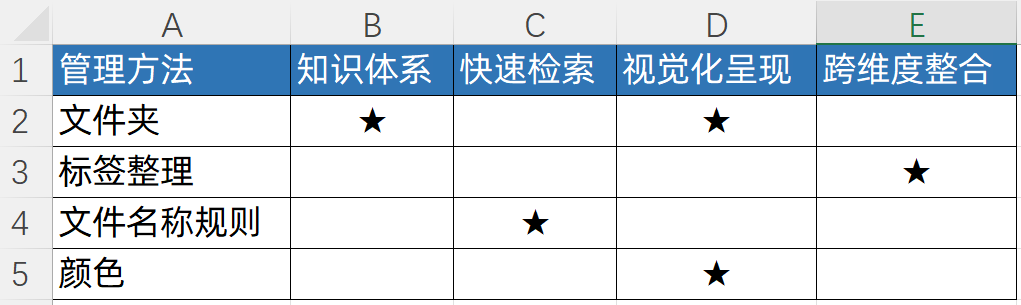 A B C D E
1 管理方法 知识体系 快速检索 视觉化呈现 跨维度整合
2 文件夹 ★ ★
3 标签整理 ★
4 文件名称规则 ★
5 颜色 ★